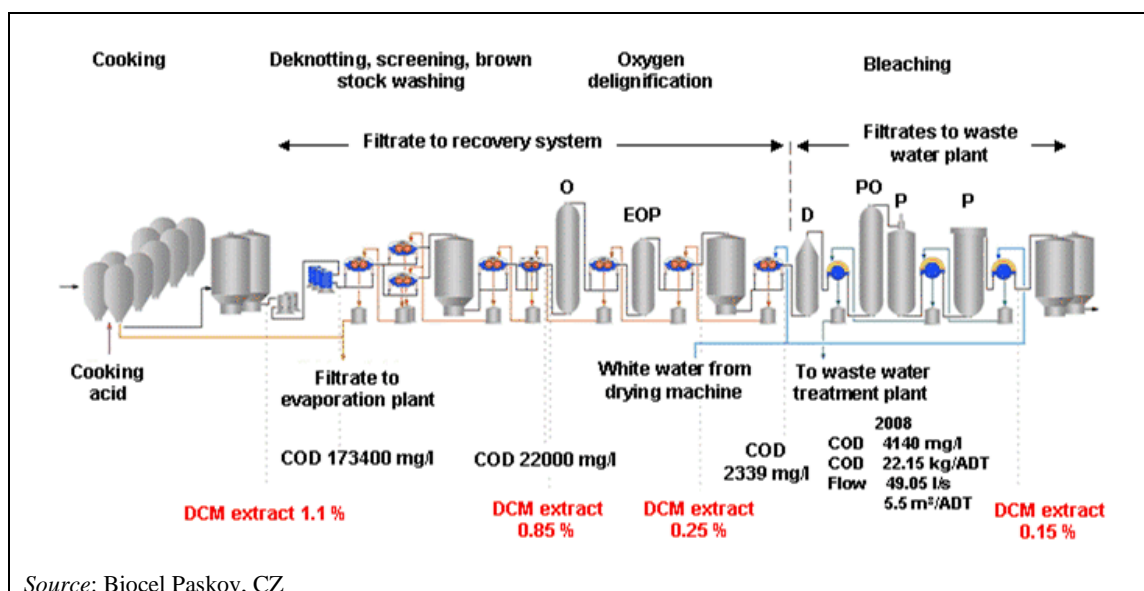 Cooking
Deknotting, screening, brown
stock washing
Oxygen
delignification
Bleaching
Filtrate to recovery system
Filtrates to waste
water plant
O
EOP
D
PO
P
P
Cooking
acid
Filtrate to
evaporation plant
White water from
drying machine
To waste water
treatment plant
COD 173400 mg/l
COD 22000 mg/l
COD
2339 mg/l
2008
COD 4140 mg/l
COD 22.15 kg/ADT
Flow 49.05 l/s
5.5 m³/ADT
DCM extract 1.1 %
DCM extract
0.85 %
DCM extract
0.25 %
DCM extract
0.15 %
Source: Biocel Paskov, CZ